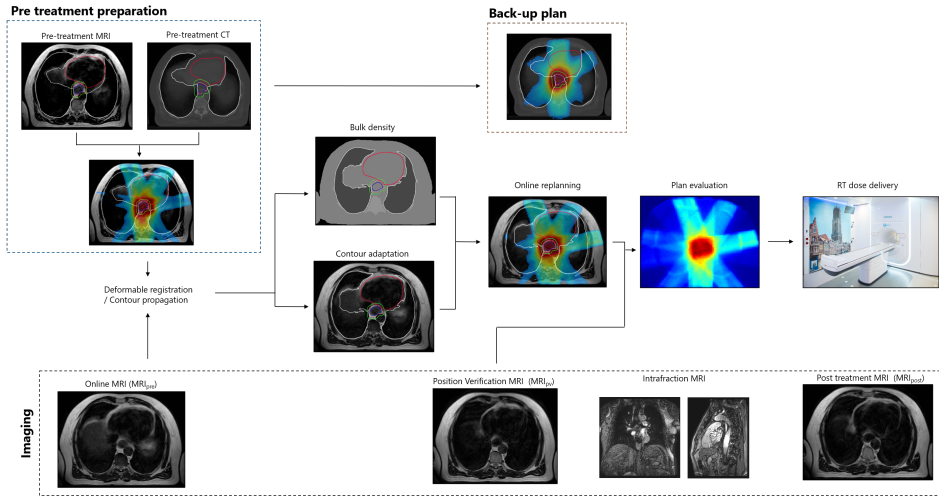 Pre treatment preparation
Back-up plan
Pre-treatment MRI
Pre-treatment CT
Bulk density
Online replanning
Plan evaluation
RT dose delivery
Contour adaptation
Deformable registration
/ Contour propagation
Imaging
Online MRI (MRIpre)
Position Verification MRI (MRIpv)
Intrafraction MRI
Post treatment MRI (MRIpost)